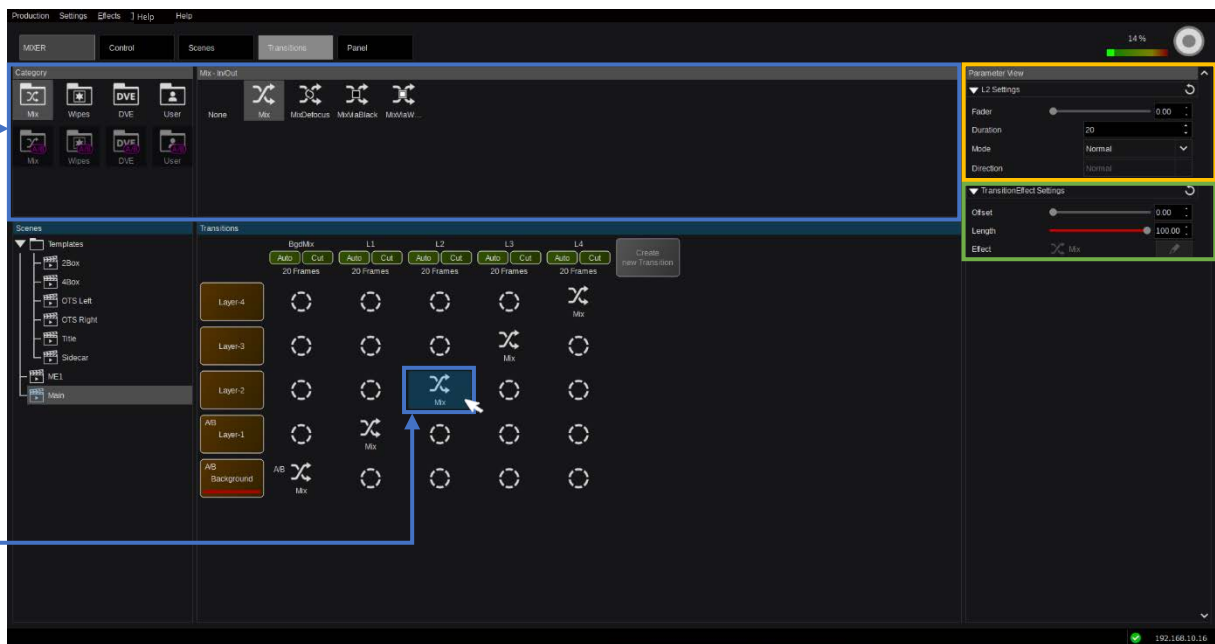 Production Settings Effects ] Help Help
14 %
MIXER Control Scenes Transitions Panel
Category
Mix Wipes DVE User
Mix Wipes DVE User
Mix - In/Out
None Mix MixDefocus MixViaBlack MixViaW...
Parameter View
L2 Settings
Fader 0.00
Duration 20
Mode Normal
Direction Normal
TransitionEffect Settings
Offset 0.00
Length 100.00
Effect Mix
Scenes
Templates
2Box
4Box
OTS Left
OTS Right
Title
Sidecar
ME1
Main
Transitions
BgdMix L1 L2 L3 L4
Auto Cut Auto Cut Auto Cut Auto Cut Auto Cut
20 Frames 20 Frames 20 Frames 20 Frames 20 Frames
Create
new Transition
Layer-4
Mix
Layer-3
Mix
Layer-2
Mix
A/B
Layer-1
Mix
A/B
Background
A/B
Mix
192.168.10.16